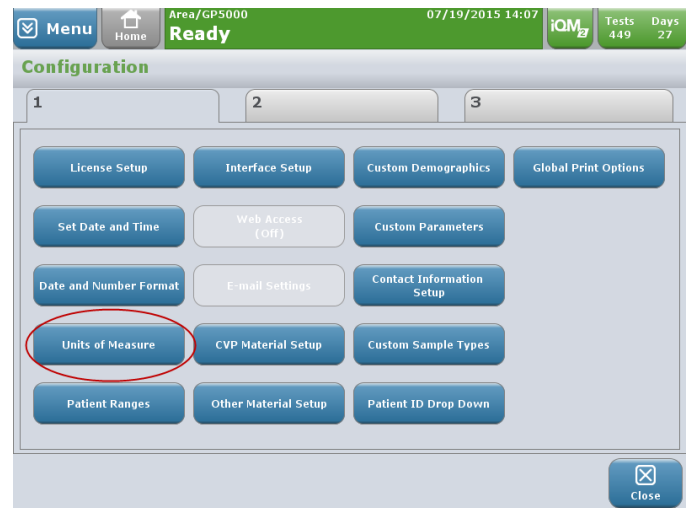 Menu
Home
Area/GP5000
07/19/2015 14:07
Ready
iQM2
Tests Days
449 27
Configuration
1
2
3
License Setup
Interface Setup
Custom Demographics
Global Print Options
Set Date and Time
Web Access
(Off)
Custom Parameters
Date and Number Format
E-mail Settings
Contact Information
Setup
Units of Measure
CVP Material Setup
Custom Sample Types
Patient Ranges
Other Material Setup
Patient ID Drop Down
Close